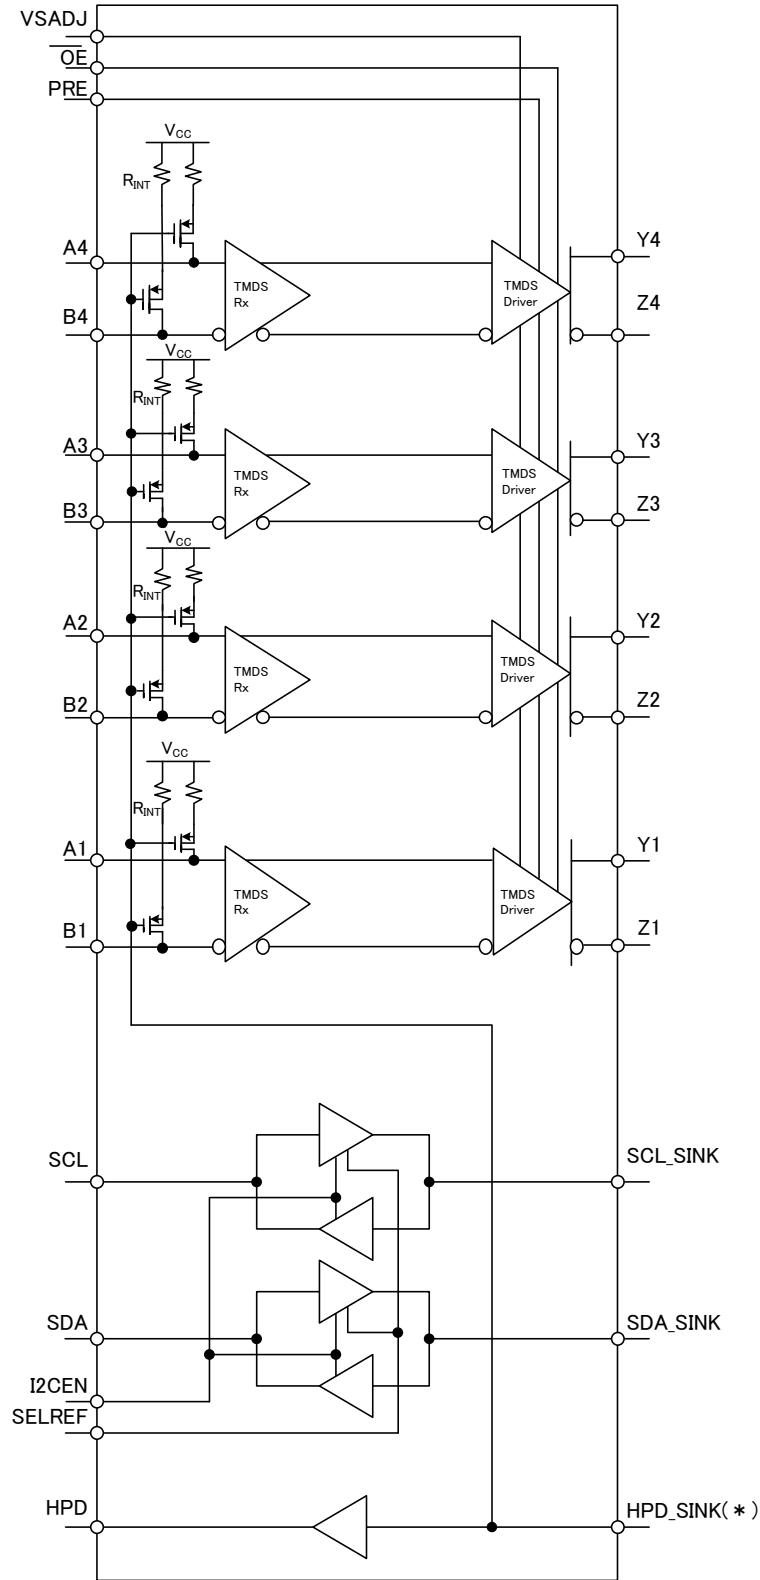 VSADJ
OE
PRE
VCC
RINT
A4
TMDS
Rx
TMDS
Driver
Y4
B4
Z4
VCC
RINT
A3
TMDS
Rx
TMDS
Driver
Y3
B3
Z3
VCC
RINT
A2
TMDS
Rx
TMDS
Driver
Y2
B2
Z2
VCC
RINT
A1
TMDS
Rx
TMDS
Driver
Y1
B1
Z1
SCL
SCL_SINK
SDA
SDA_SINK
I2CEN
SELREF
HPD
HPD_SINK(*)